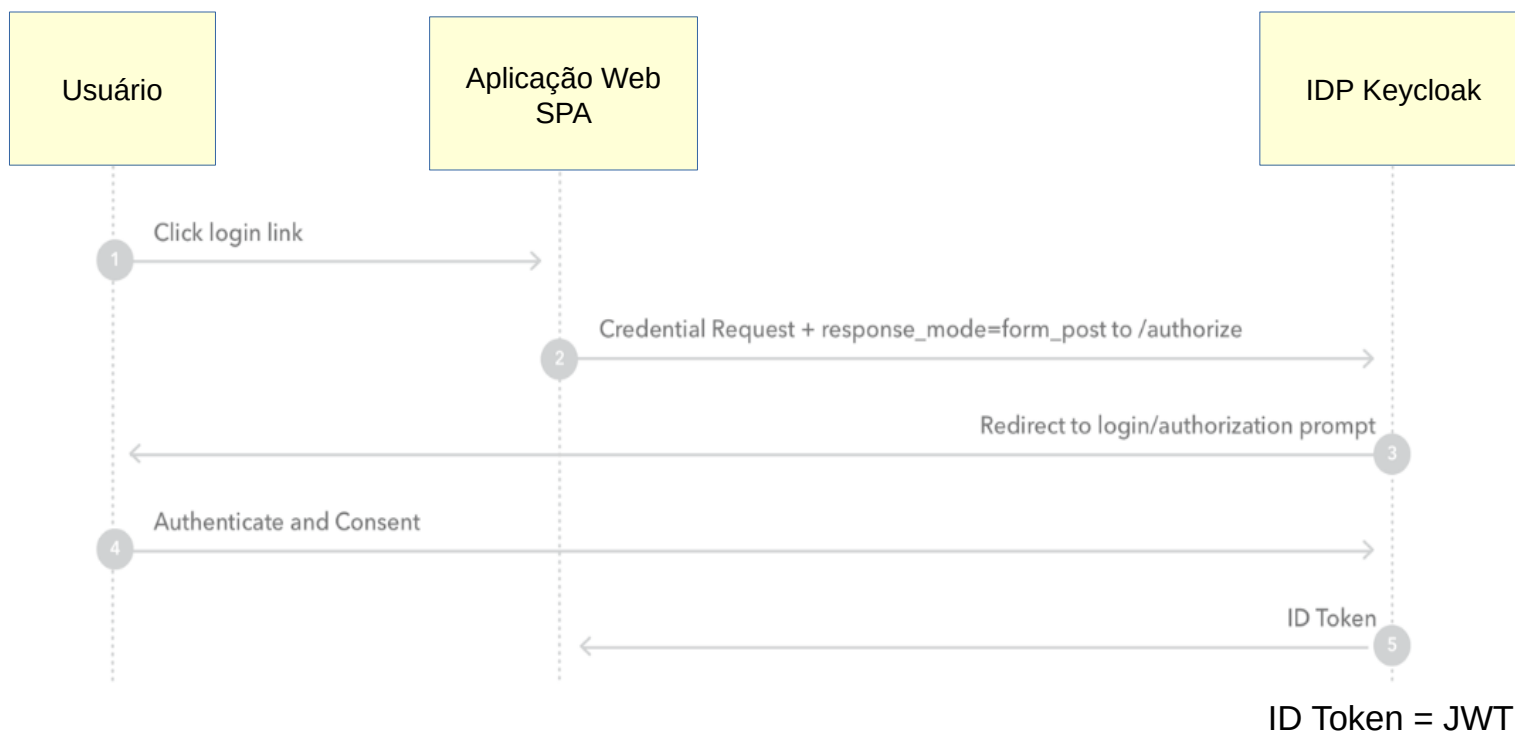 Usuário
Aplicação Web
SPA
IDP Keycloak
Click login link
1
Credential Request + response_mode=form_post to /authorize
2
Redirect to login/authorization prompt
3
Authenticate and Consent
4
ID Token
5
ID Token = JWT